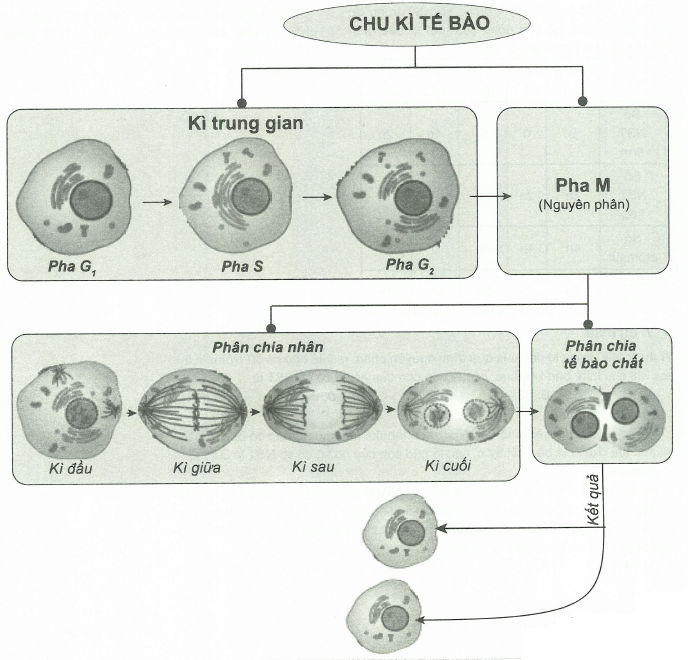 CHU KÌ TẾ BÀO
Kì trung gian
Pha G₁
Pha S
Pha G₂
Pha M
(Nguyên phân)
Phân chia nhân
Kì đầu
Kì giữa
Kì sau
Kì cuối
Phân chia
tế bào chất
Kết quả